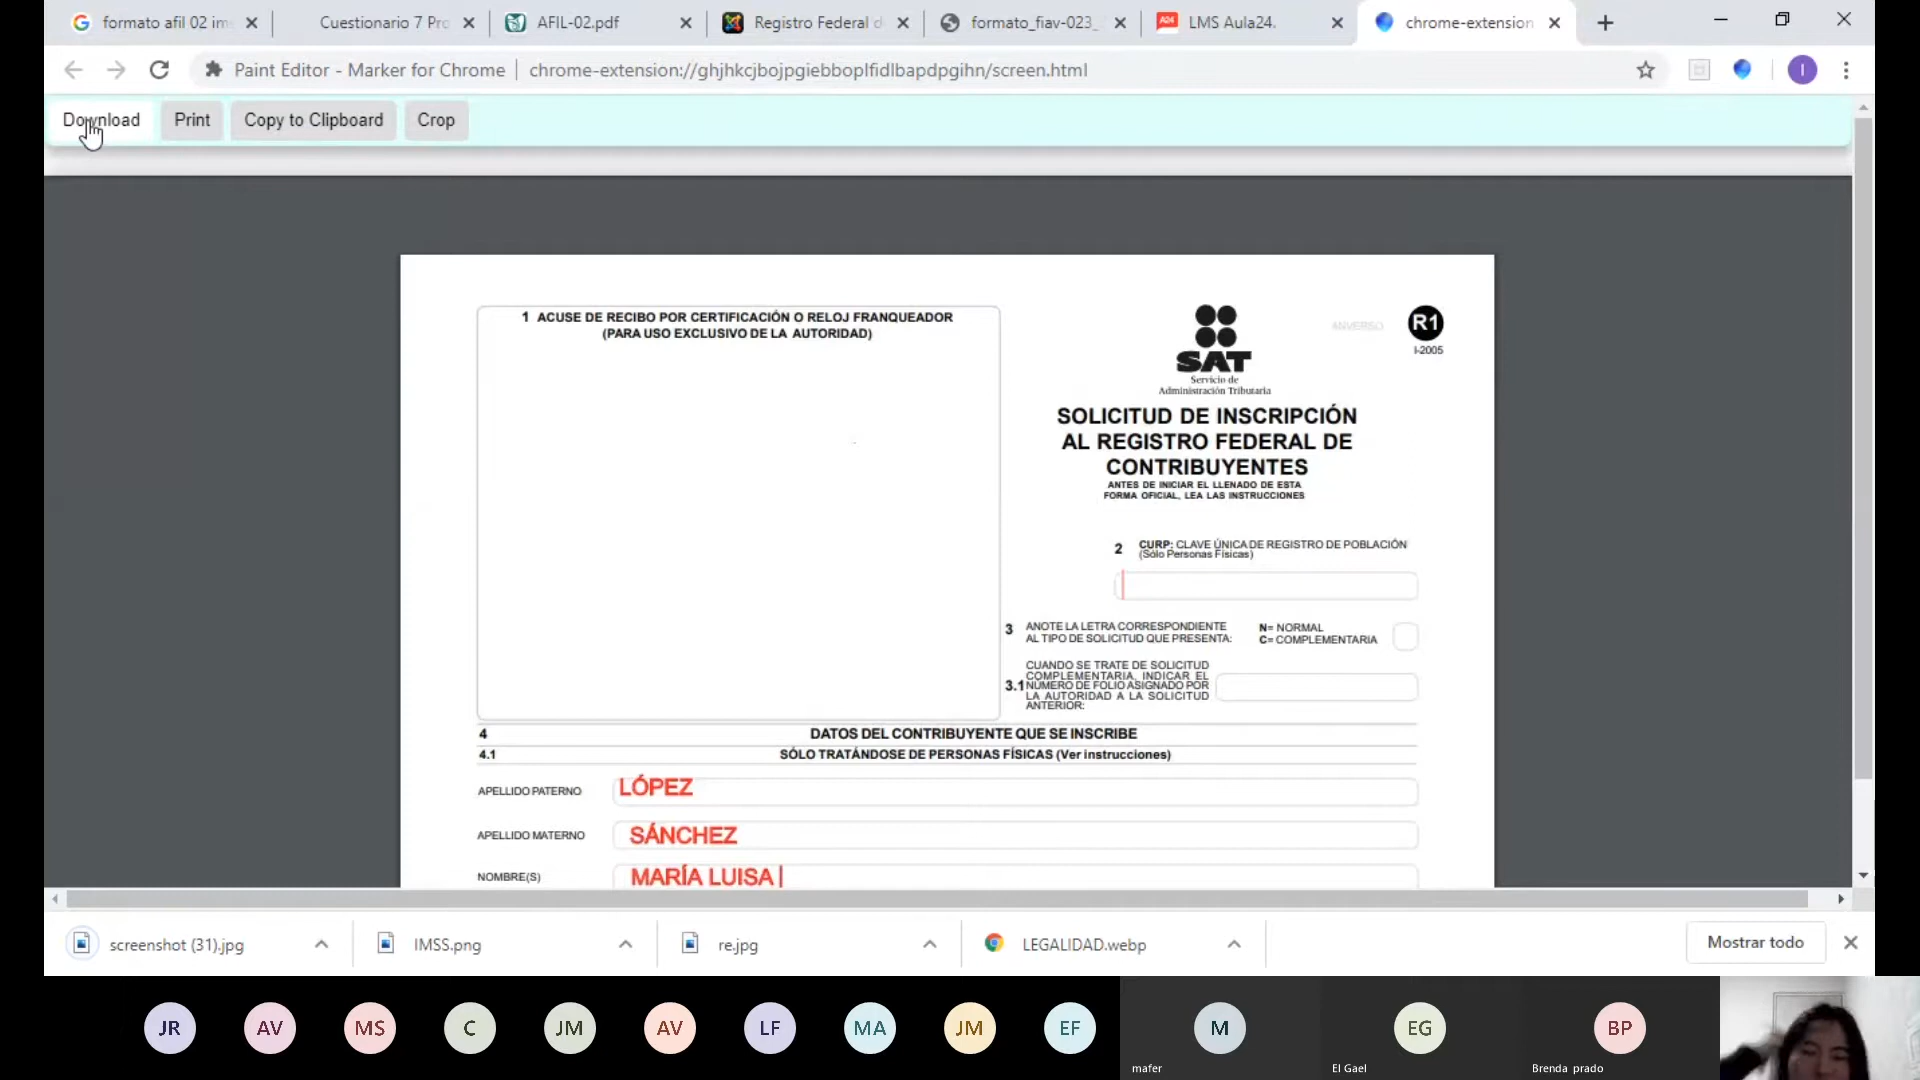 formato afil 02 im
Cuestionario 7 Pro
AFIL-02.pdf
Registro Federal d
formato_fiav-023_
A24
LMS Aula24.
chrome-extension
Paint Editor - Marker for Chrome
chrome-extension://ghjhkcjbojpgiebboplfidlbapdpgihn/screen.html
I
Download
Print
Copy to Clipboard
Crop
1 ACUSE DE RECIBO POR CERTIFICACIÓN O RELOJ FRANQUEADOR
(PARA USO EXCLUSIVO DE LA AUTORIDAD)
SAT
Servicio de
Administración Tributaria
ANVERSO
R1
I-2005
SOLICITUD DE INSCRIPCIÓN
AL REGISTRO FEDERAL DE
CONTRIBUYENTES
ANTES DE INICIAR EL LLENADO DE ESTA
FORMA OFICIAL, LEA LAS INSTRUCCIONES
2 CURP: CLAVE ÚNICA DE REGISTRO DE POBLACIÓN
(Sólo Personas Físicas)
3 ANOTE LA LETRA CORRESPONDIENTE
AL TIPO DE SOLICITUD QUE PRESENTA:
N= NORMAL
C= COMPLEMENTARIA
3.1 CUANDO SE TRATE DE SOLICITUD
COMPLEMENTARIA, INDICAR EL
NÚMERO DE FOLIO ASIGNADO POR
LA AUTORIDAD A LA SOLICITUD
ANTERIOR:
4 DATOS DEL CONTRIBUYENTE QUE SE INSCRIBE
4.1 SÓLO TRATÁNDOSE DE PERSONAS FÍSICAS (Ver instrucciones)
APELLIDO PATERNO LÓPEZ
APELLIDO MATERNO SÁNCHEZ
NOMBRE(S) MARÍA LUISA
screenshot (31).jpg
IMSS.png
re.jpg
LEGALIDAD.webp
Mostrar todo
JR
AV
MS
C
JM
AV
LF
MA
JM
EF
M
EG
BP
mafer
El Gael
Brenda prado